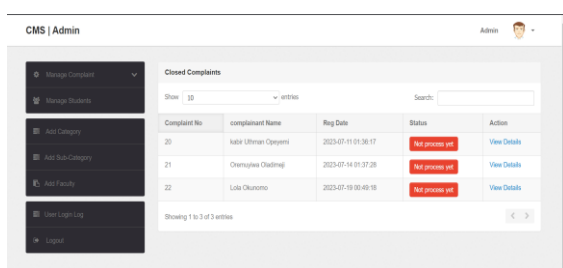 CMS | Admin
Admin
Manage Complaint
Manage Students
Add Category
Add Sub-Category
Add Faculty
User Login Log
Logout
Closed Complaints
Show 10 entries
Search:
Complaint No complainant Name Reg Date Status Action
20 kabir Uthman Opeyemi 2023-07-11 01:36:17 Not process yet View Details
21 Oremuyiwa Oladimeji 2023-07-14 01:37:28 Not process yet View Details
22 Lola Okunomo 2023-07-19 00:49:18 Not process yet View Details
Showing 1 to 3 of 3 entries